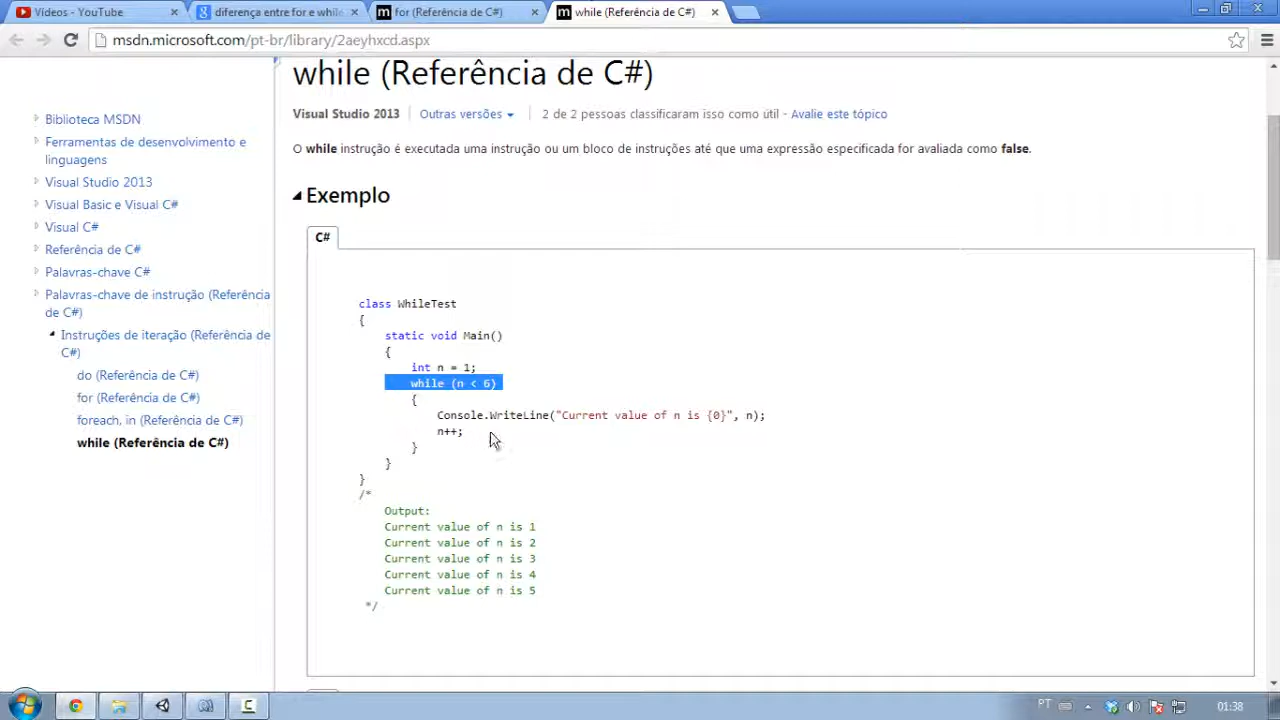 Vídeos - YouTube
diferença entre for e while
for (Referência de C#)
while (Referência de C#)
msdn.microsoft.com/pt-br/library/2aeyhxcd.aspx
while (Referência de C#)
Visual Studio 2013
Outras versões
2 de 2 pessoas classificaram isso como útil - Avalie este tópico
O while instrução é executada uma instrução ou um bloco de instruções até que uma expressão especificada for avaliada como false.
Exemplo
C#
class WhileTest
{
static void Main()
{
int n = 1;
while (n < 6)
{
Console.WriteLine("Current value of n is {0}", n);
n++;
}
}
}
/*
Output:
Current value of n is 1
Current value of n is 2
Current value of n is 3
Current value of n is 4
Current value of n is 5
*/
Biblioteca MSDN
Ferramentas de desenvolvimento e
linguagens
Visual Studio 2013
Visual Basic e Visual C#
Visual C#
Referência de C#
Palavras-chave C#
Palavras-chave de instrução (Referência
de C#)
Instruções de iteração (Referência de
C#)
do (Referência de C#)
for (Referência de C#)
foreach, in (Referência de C#)
while (Referência de C#)
PT
01:38